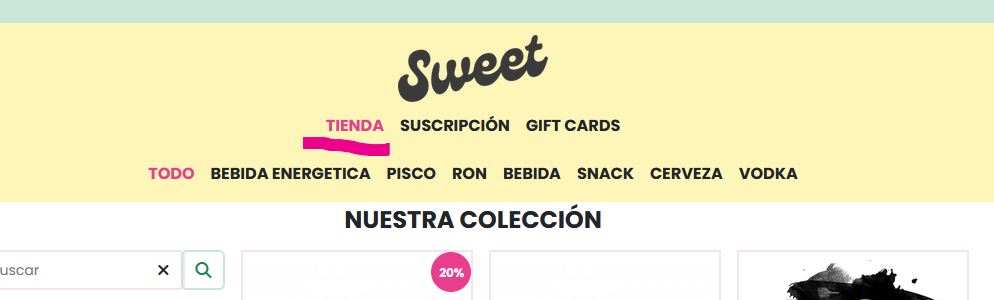 Sweet
TIENDA SUSCRIPCIÓN GIFT CARDS
TODO BEBIDA ENERGETICA PISCO RON BEBIDA SNACK CERVEZA VODKA
NUESTRA COLECCIÓN
uscar
20%